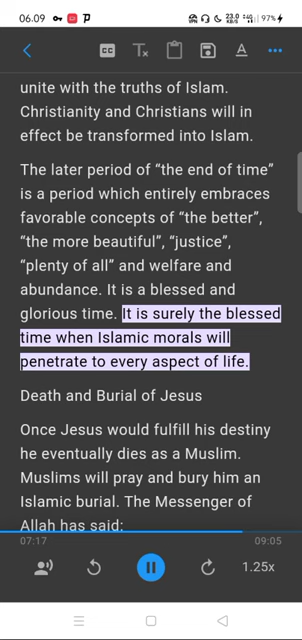 06.09
23.0
KB/S
97%
CC
unite with the truths of Islam.
Christianity and Christians will in
effect be transformed into Islam.
The later period of “the end of time”
is a period which entirely embraces
favorable concepts of “the better”,
“the more beautiful”, “justice”,
“plenty of all” and welfare and
abundance. It is a blessed and
glorious time. It is surely the blessed
time when Islamic morals will
penetrate to every aspect of life.
Death and Burial of Jesus
Once Jesus would fulfill his destiny
he eventually dies as a Muslim.
Muslims will pray and bury him an
Islamic burial. The Messenger of
Allah has said:
07:17
09:05
1.25x